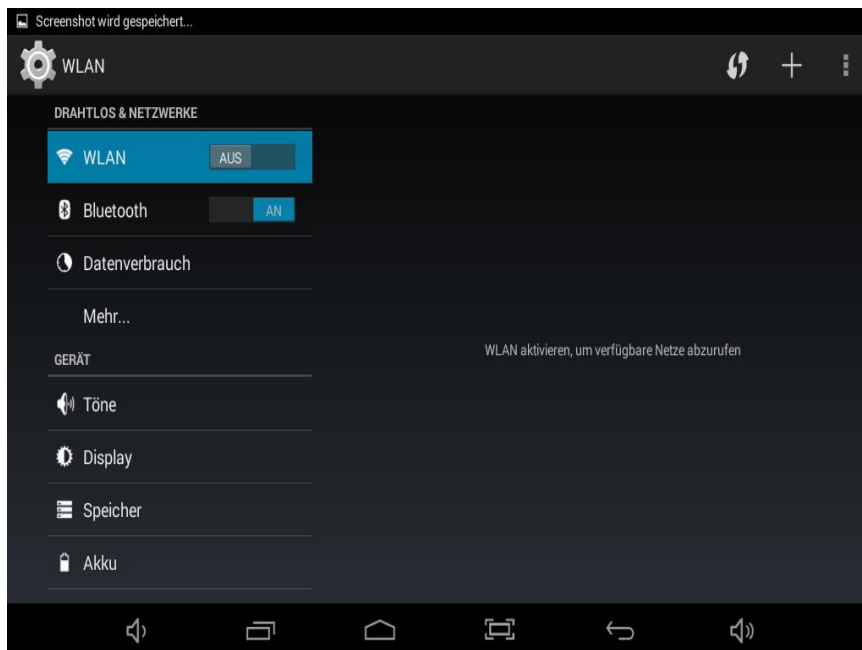 Screenshot wird gespeichert...
WLAN
DRAHTLOS & NETZWERKE
WLAN AUS
Bluetooth AN
Datenverbrauch
Mehr...
WLAN aktivieren, um verfügbare Netze abzurufen
GERÄT
Töne
Display
Speicher
Akku